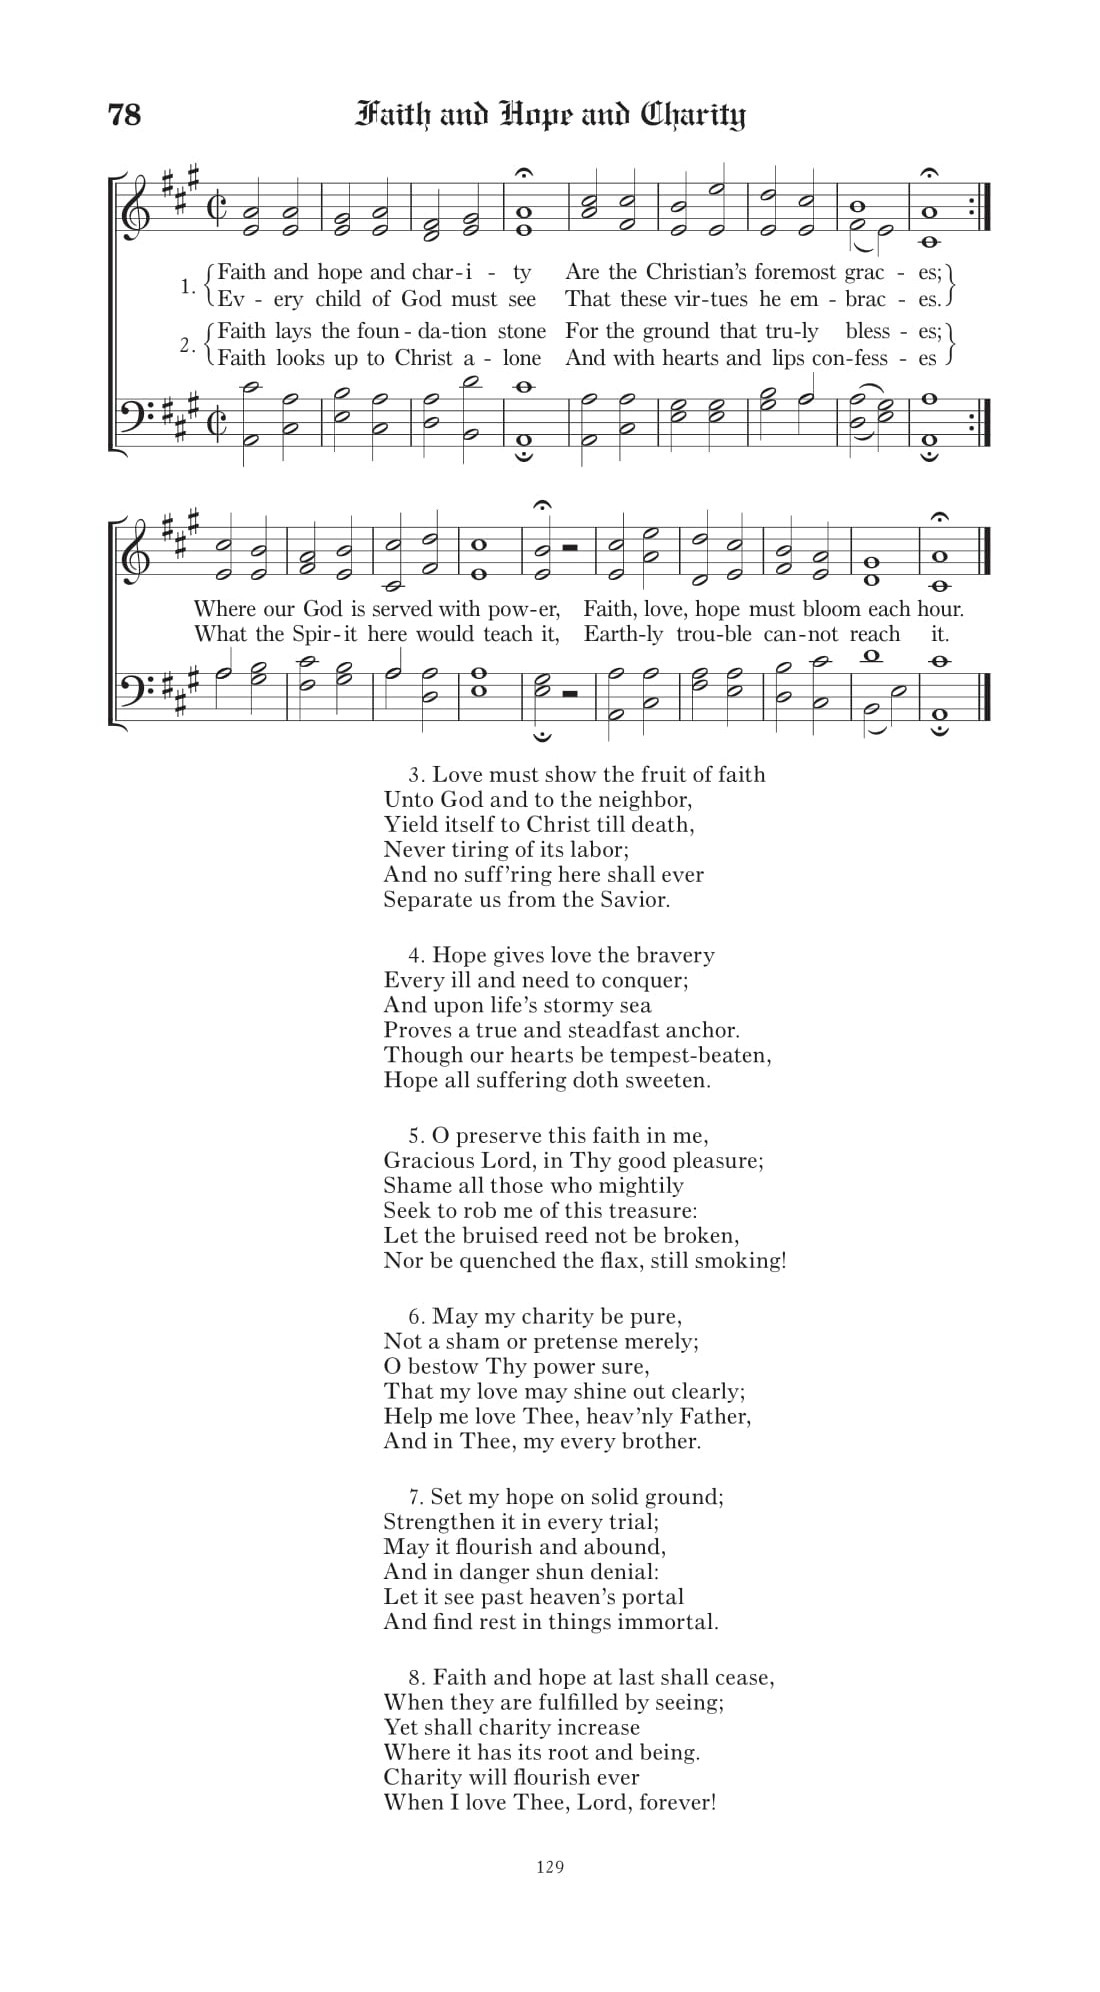 78 Faith and Hope and Charity
1. Faith and hope and char-i - ty Are the Christian's foremost grac - es;
Ev - ery child of God must see That these vir-tues he em - brac - es.
2. Faith lays the foun - da-tion stone For the ground that tru-ly bless - es;
Faith looks up to Christ a - lone And with hearts and lips con-fess - es
Where our God is served with pow-er, Faith, love, hope must bloom each hour.
What the Spir-it here would teach it, Earth-ly trou-ble can-not reach it.
3. Love must show the fruit of faith
Unto God and to the neighbor,
Yield itself to Christ till death,
Never tiring of its labor;
And no suff'ring here shall ever
Separate us from the Savior.
4. Hope gives love the bravery
Every ill and need to conquer;
And upon life's stormy sea
Proves a true and steadfast anchor.
Though our hearts be tempest-beaten,
Hope all suffering doth sweeten.
5. O preserve this faith in me,
Gracious Lord, in Thy good pleasure;
Shame all those who mightily
Seek to rob me of this treasure:
Let the bruised reed not be broken,
Nor be quenched the flax, still smoking!
6. May my charity be pure,
Not a sham or pretense merely;
O bestow Thy power sure,
That my love may shine out clearly;
Help me love Thee, heav'nly Father,
And in Thee, my every brother.
7. Set my hope on solid ground;
Strengthen it in every trial;
May it flourish and abound,
And in danger shun denial:
Let it see past heaven's portal
And find rest in things immortal.
8. Faith and hope at last shall cease,
When they are fulfilled by seeing;
Yet shall charity increase
Where it has its root and being.
Charity will flourish ever
When I love Thee, Lord, forever!
129